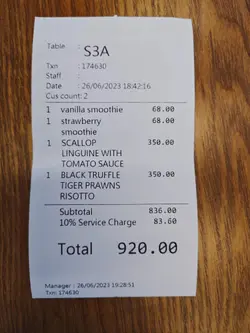 Table : S3A
Txn : 174630
Staff :
Date : 26/06/2023 18:42:16
Cus count: 2
1 vanilla smoothie 68.00
1 strawberry 68.00
smoothie
1 SCALLOP 350.00
LINGUINE WITH
TOMATO SAUCE
1 BLACK TRUFFLE 350.00
TIGER PRAWNS
RISOTTO
Subtotal 836.00
10% Service Charge 83.60
Total 920.00
Manager : 26/06/2023 19:28:51
Txn: 174630